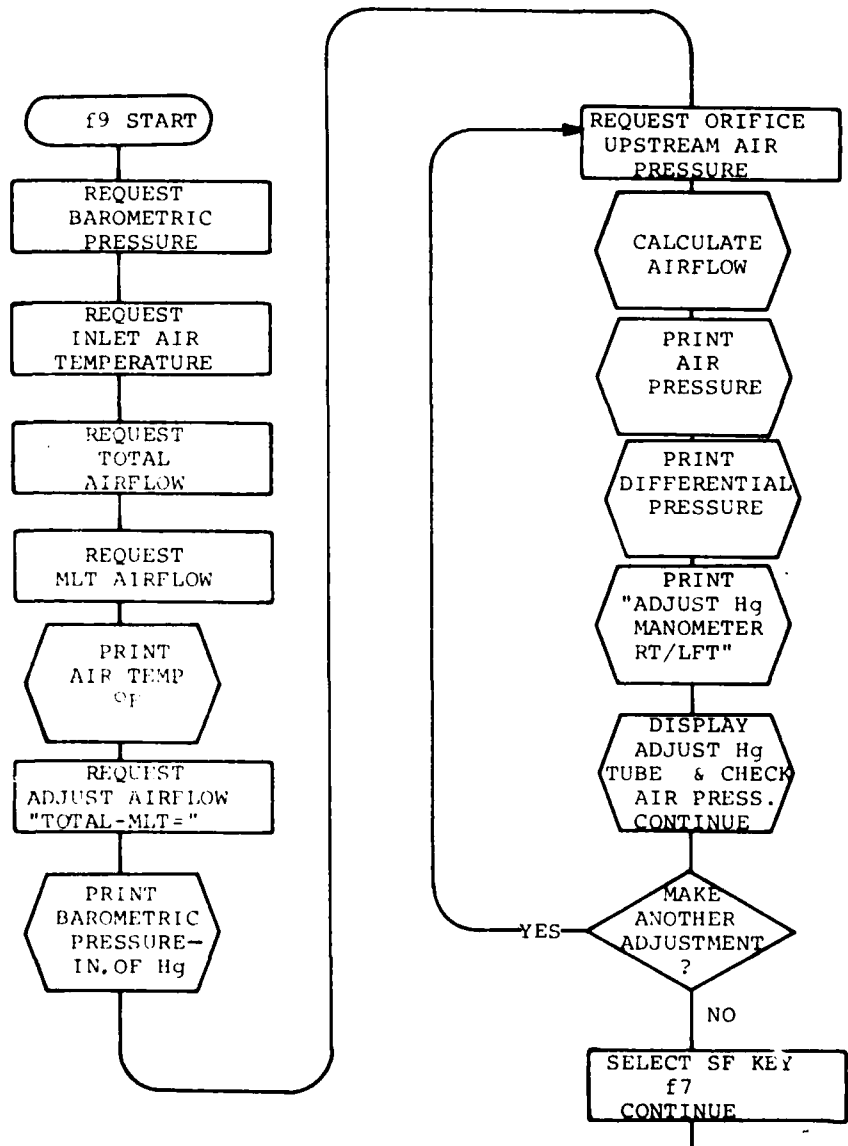 f9 START
REQUEST
BAROMETRIC
PRESSURE
REQUEST
INLET AIR
TEMPERATURE
REQUEST
TOTAL
AIRFLOW
REQUEST
MLT AIRFLOW
PRINT
AIR TEMP
°F
REQUEST
ADJUST AIRFLOW
"TOTAL-MLT="
PRINT
BAROMETRIC
PRESSURE-
IN. OF Hg
REQUEST ORIFICE
UPSTREAM AIR
PRESSURE
CALCULATE
AIRFLOW
PRINT
AIR
PRESSURE
PRINT
DIFFERENTIAL
PRESSURE
PRINT
"ADJUST Hg
MANOMETER
RT/LFT"
DISPLAY
ADJUST Hg
TUBE & CHECK
AIR PRESS.
CONTINUE
MAKE
ANOTHER
ADJUSTMENT
?
YES
NO
SELECT SF KEY
f7
CONTINUE